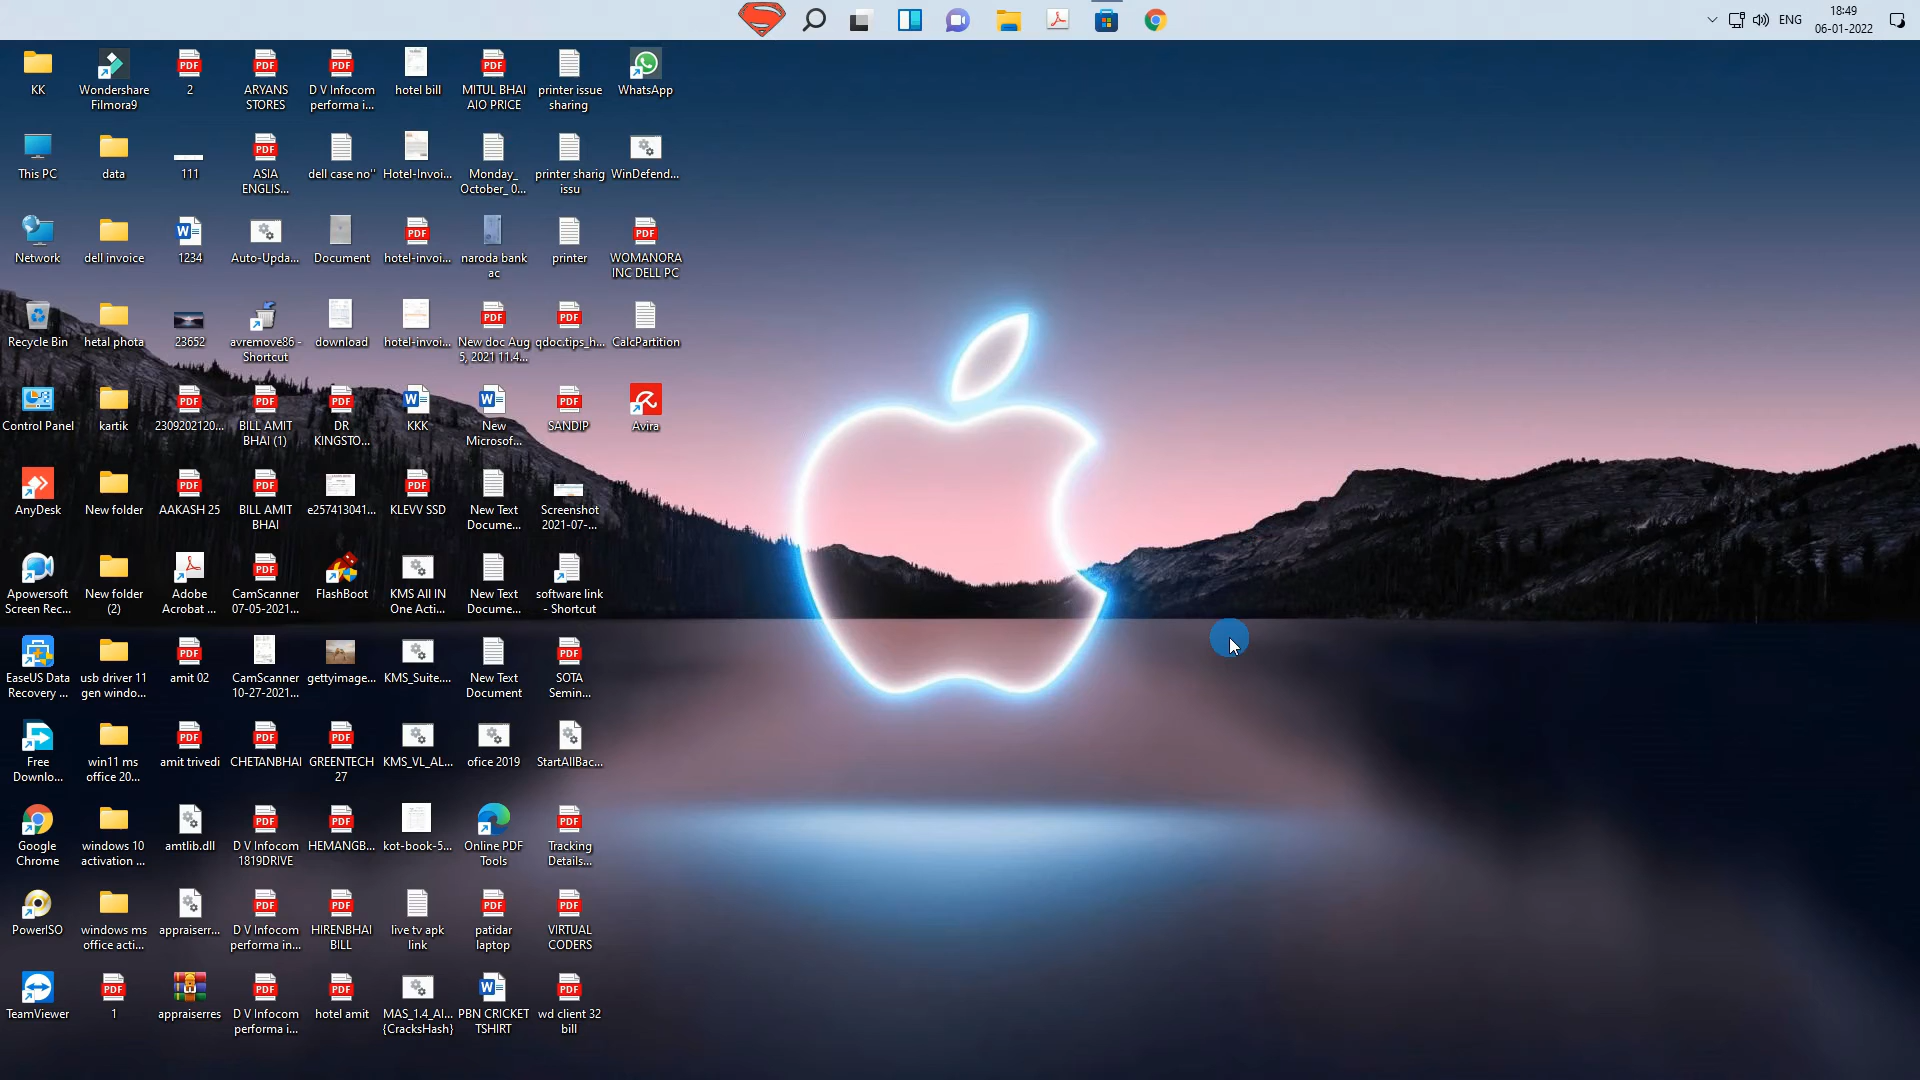 ENG
18:49
06-01-2022
KK
Wondershare
Filmora9
2
ARYANS
STORES
D V Infocom
performa i...
hotel bill
MITUL BHAI
AIO PRICE
printer issue
sharing
WhatsApp
This PC
data
111
ASIA
ENGLIS...
dell case no''
Hotel-Invoi...
Monday_
October_ 0...
printer sharig
issu
WinDefend...
Network
dell invoice
1234
Auto-Upda...
Document
hotel-invoi...
naroda bank
ac
printer
WOMANORA
INC DELL PC
Recycle Bin
hetal phota
23652
avremove86 -
Shortcut
download
hotel-invoi...
New doc Aug
5, 2021 11.4...
qdoc.tips_h...
CalcPartition
Control Panel
kartik
2309202120...
BILL AMIT
BHAI (1)
DR
KINGSTO...
KKK
New
Microsof...
SANDIP
Avira
AnyDesk
New folder
AAKASH 25
BILL AMIT
BHAI
e257413041...
KLEVV SSD
New Text
Docume...
Screenshot
2021-07-...
Apowersoft
Screen Rec...
New folder
(2)
Adobe
Acrobat ...
CamScanner
07-05-2021...
FlashBoot
KMS All IN
One Acti...
New Text
Docume...
software link
- Shortcut
EaseUS Data
Recovery ...
usb driver 11
gen windo...
amit 02
CamScanner
10-27-2021...
gettyimage...
KMS_Suite....
New Text
Document
SOTA
Semin...
Free
Downlo...
win11 ms
office 20...
amit trivedi
CHETANBHAI
GREENTECH
27
KMS_VL_AL...
ofice 2019
StartAllBac...
Google
Chrome
windows 10
activation ...
amtlib.dll
D V Infocom
1819DRIVE
HEMANGB...
kot-book-5...
Online PDF
Tools
Tracking
Details...
PowerISO
windows ms
office acti...
appraiserr...
D V Infocom
performa in...
HIRENBHAI
BILL
live tv apk
link
patidar
laptop
VIRTUAL
CODERS
TeamViewer
1
appraiserres
D V Infocom
performa i...
hotel amit
MAS_1.4_AI...
{CracksHash}
PBN CRICKET
TSHIRT
wd client 32
bill